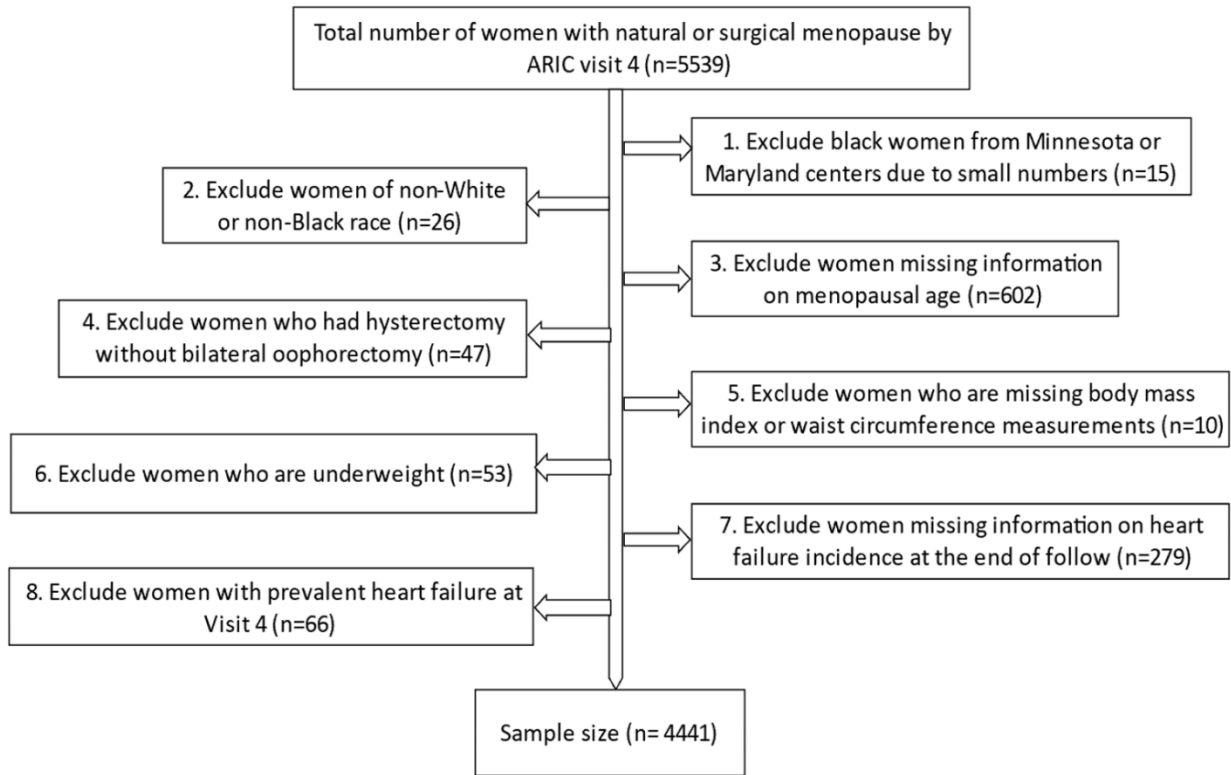 Total number of women with natural or surgical menopause by
ARIC visit 4 (n=5539)
1. Exclude black women from Minnesota or
Maryland centers due to small numbers (n=15)
2. Exclude women of non-White
or non-Black race (n=26)
3. Exclude women missing information
on menopausal age (n=602)
4. Exclude women who had hysterectomy
without bilateral oophorectomy (n=47)
5. Exclude women who are missing body mass
index or waist circumference measurements (n=10)
6. Exclude women who are underweight (n=53)
7. Exclude women missing information on heart
failure incidence at the end of follow (n=279)
8. Exclude women with prevalent heart failure at
Visit 4 (n=66)
Sample size (n= 4441)